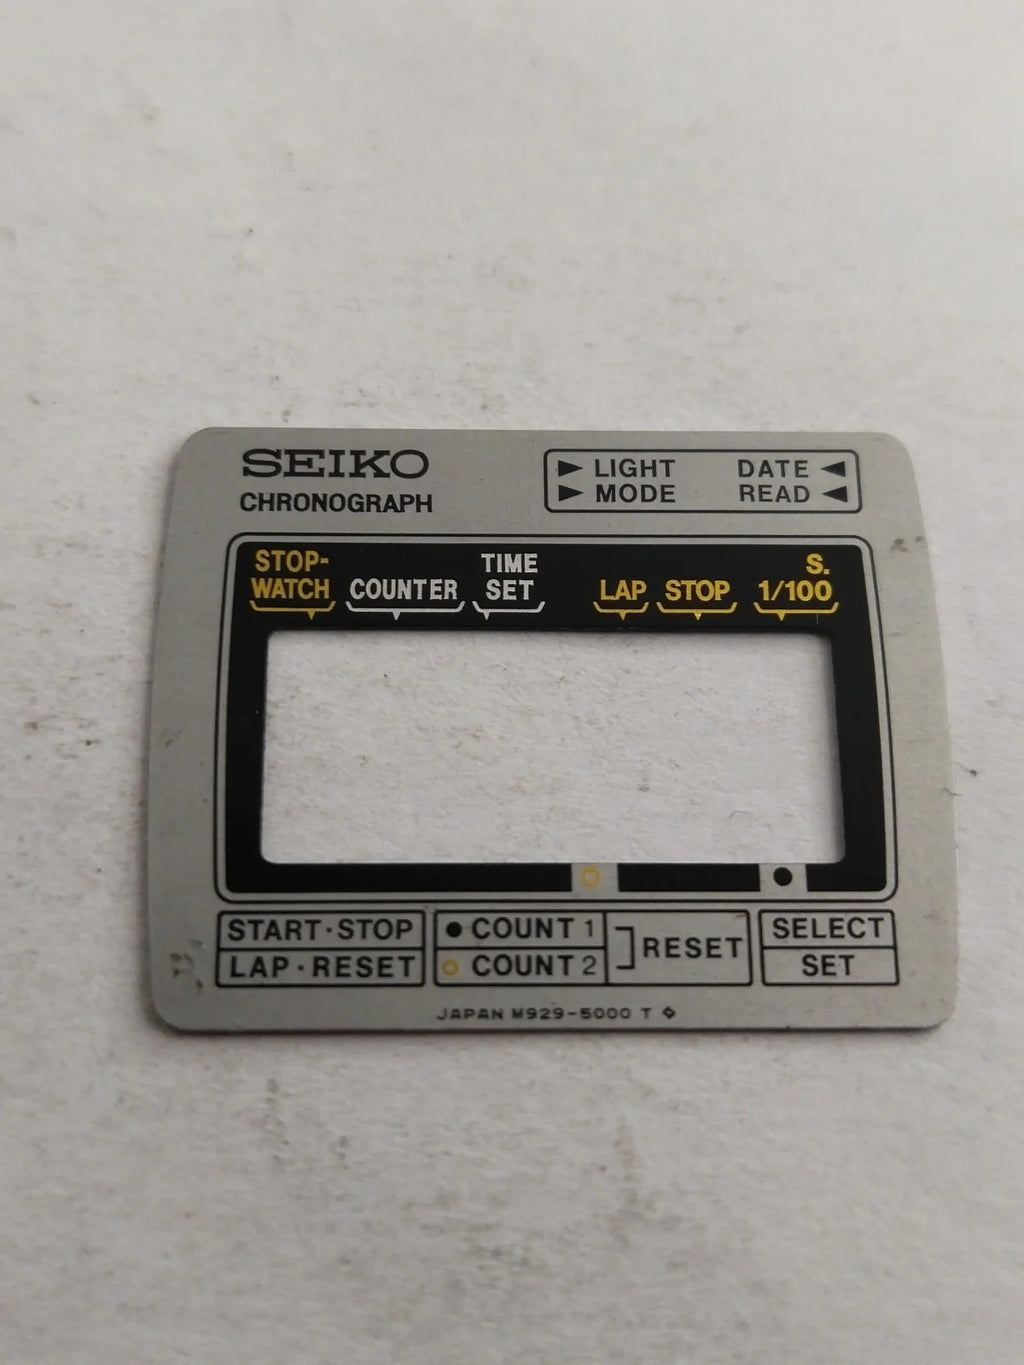 SEIKO
CHRONOGRAPH
▶ LIGHT DATE ◀
▶ MODE READ ◀
STOP-
WATCH
COUNTER
TIME
SET
LAP
STOP
S.
1/100
START·STOP
LAP·RESET
● COUNT 1
○ COUNT 2
RESET
SELECT
SET
JAPAN M929-5000 T